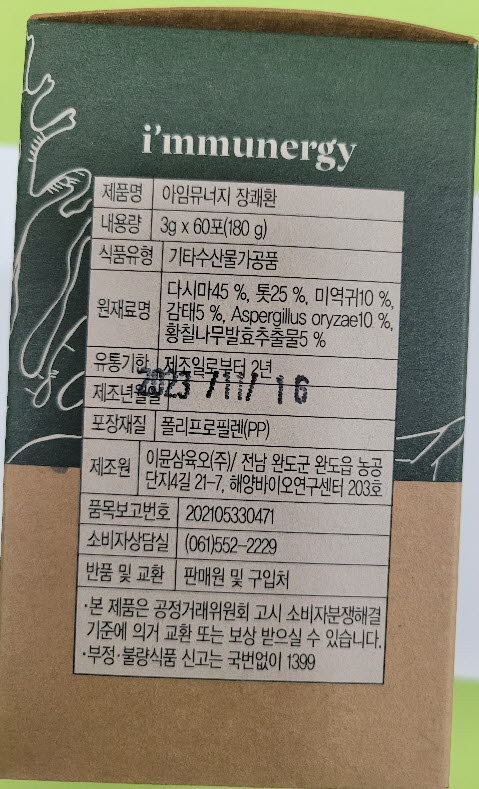 i'mmunergy
제품명 아임뮤너지 장쾌환
내용량 3g x 60포(180 g)
식품유형 기타수산물가공품
원재료명 다시마45 %, 톳25 %, 미역귀10 %,
감태5 %, Aspergillus oryzae10 %,
황칠나무발효추출물5 %
유통기한 제조일로부터 2년
제조년월일 2023 / 11 / 16
포장재질 폴리프로필렌(PP)
제조원 이뮨삼육오(주)/ 전남 완도군 완도읍 농공
단지4길 21-7, 해양바이오연구센터 203호
품목보고번호 202105330471
소비자상담실 (061)552-2229
반품 및 교환 판매원 및 구입처
·본 제품은 공정거래위원회 고시 소비자분쟁해결
기준에 의거 교환 또는 보상 받으실 수 있습니다.
·부정·불량식품 신고는 국번없이 1399